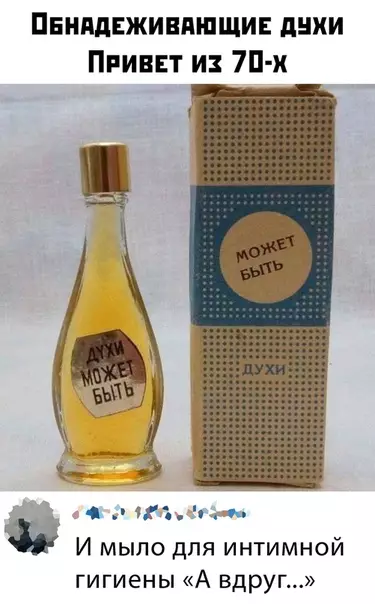 Обнадеживающие духи
Привет из 70-х
МОЖЕТ
БЫТЬ
ДУХИ
ДУХИ
МОЖЕТ
БЫТЬ
И мыло для интимной
гигиены «А вдруг...»